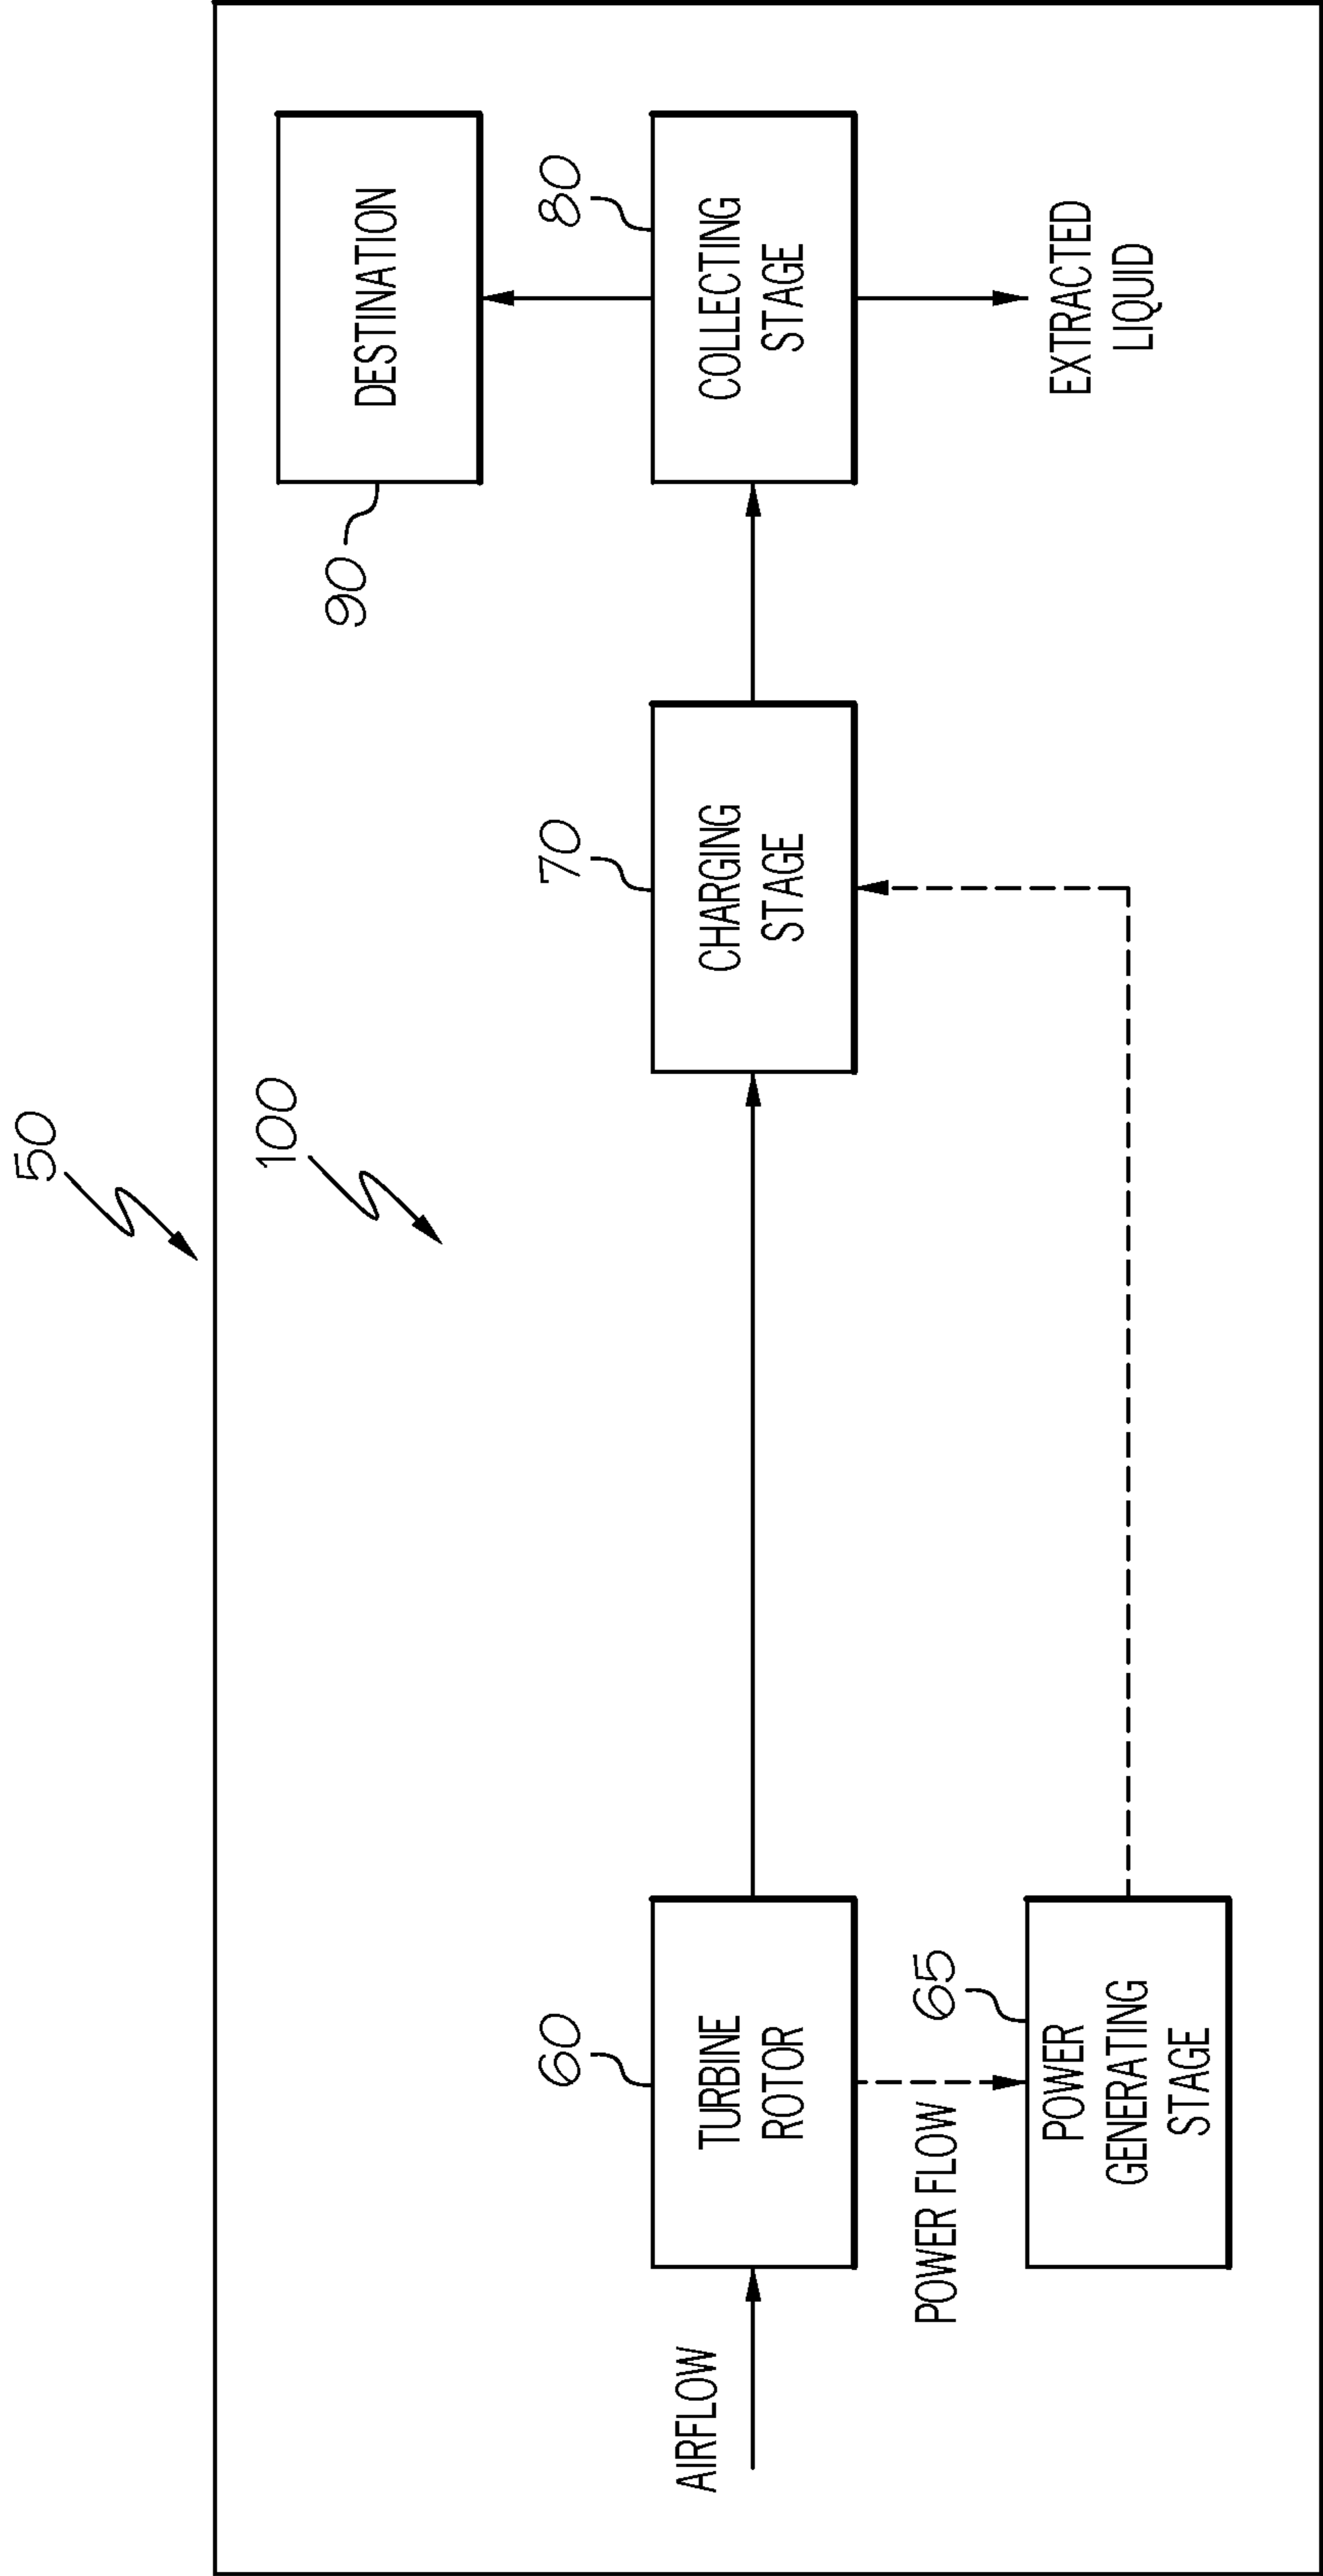 50
100
90
DESTINATION
70
80
60
CHARGING
STAGE
COLLECTING
STAGE
AIRFLOW
TURBINE
ROTOR
65
POWER FLOW
POWER
GENERATING
STAGE
EXTRACTED
LIQUID